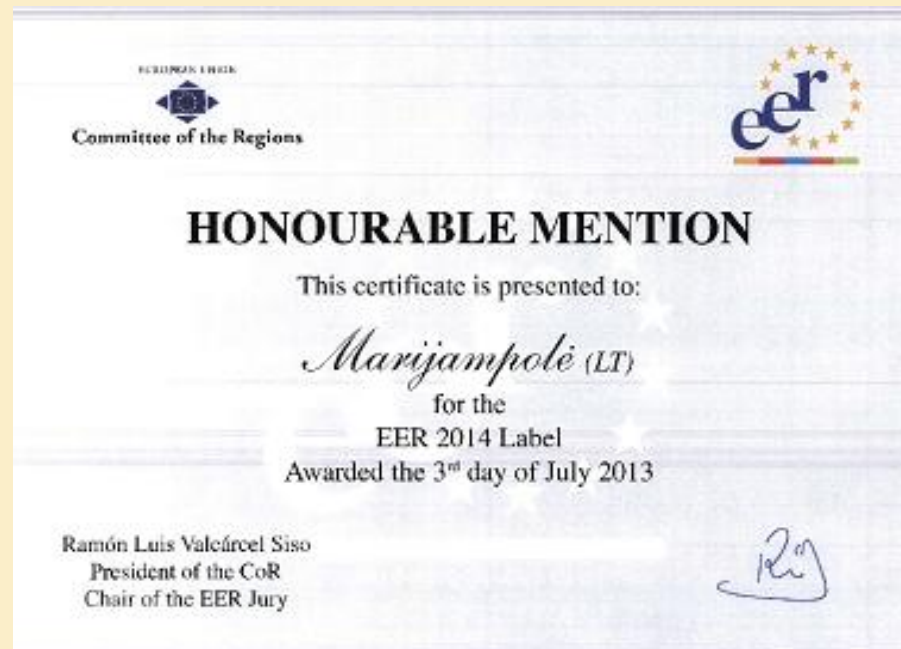 EUROPEAN UNION
Committee of the Regions
eer
HONOURABLE MENTION
This certificate is presented to:
Marijampolė (LT)
for the
EER 2014 Label
Awarded the 3rd day of July 2013
Ramón Luis Valcárcel Siso
President of the CoR
Chair of the EER Jury